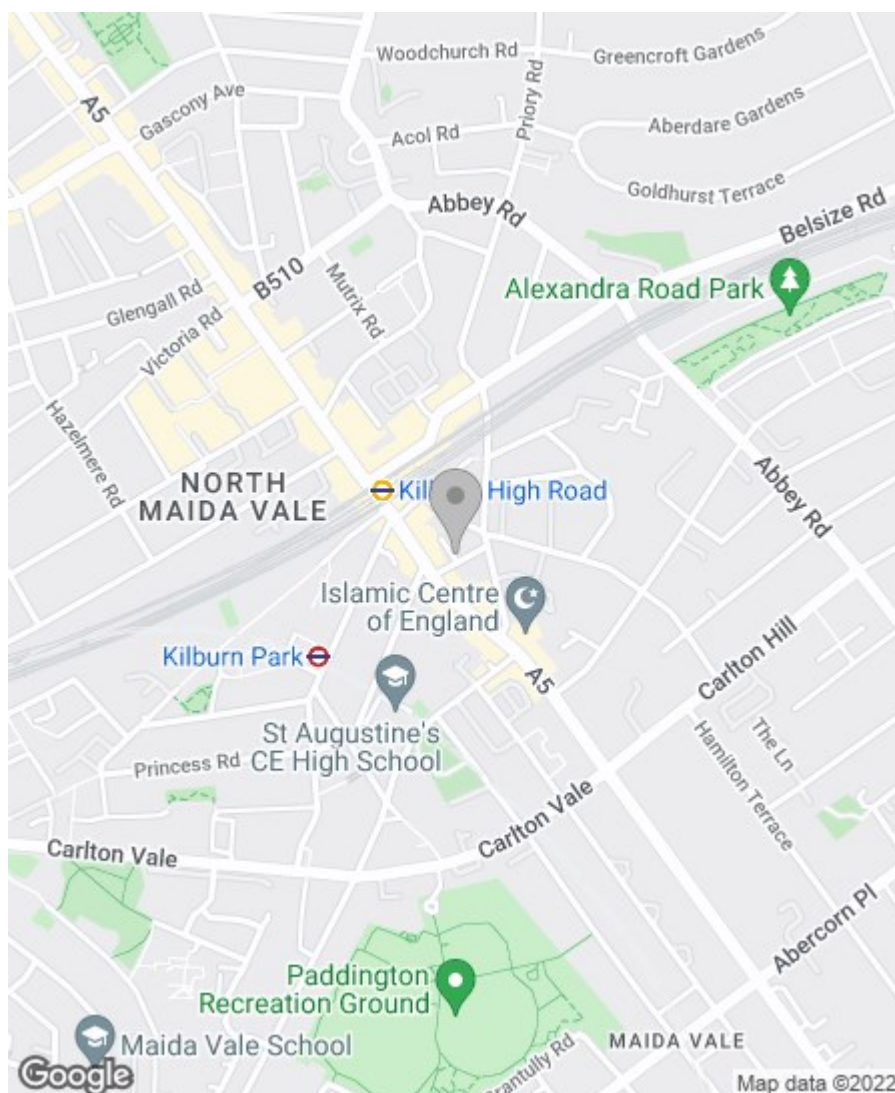 Woodchurch Rd
Greencroft Gardens
A5
Gascony Ave
Priory Rd
Acol Rd
Aberdare Gardens
Goldhurst Terrace
Abbey Rd
Belsize Rd
B510
Mutrix Rd
Alexandra Road Park
Glengall Rd
Victoria Rd
Hazelmere Rd
NORTH
MAIDA VALE
High Road
Abbey Rd
Islamic Centre
of England
Kilburn Park
A5
Carlton Hill
St Augustine's
CE High School
The Ln
Hamilton Terrace
Princess Rd
Carlton Vale
Carlton Vale
Abercorn Pl
Paddington
Recreation Ground
Maida Vale School
MAIDA VALE
Google
Map data ©2022